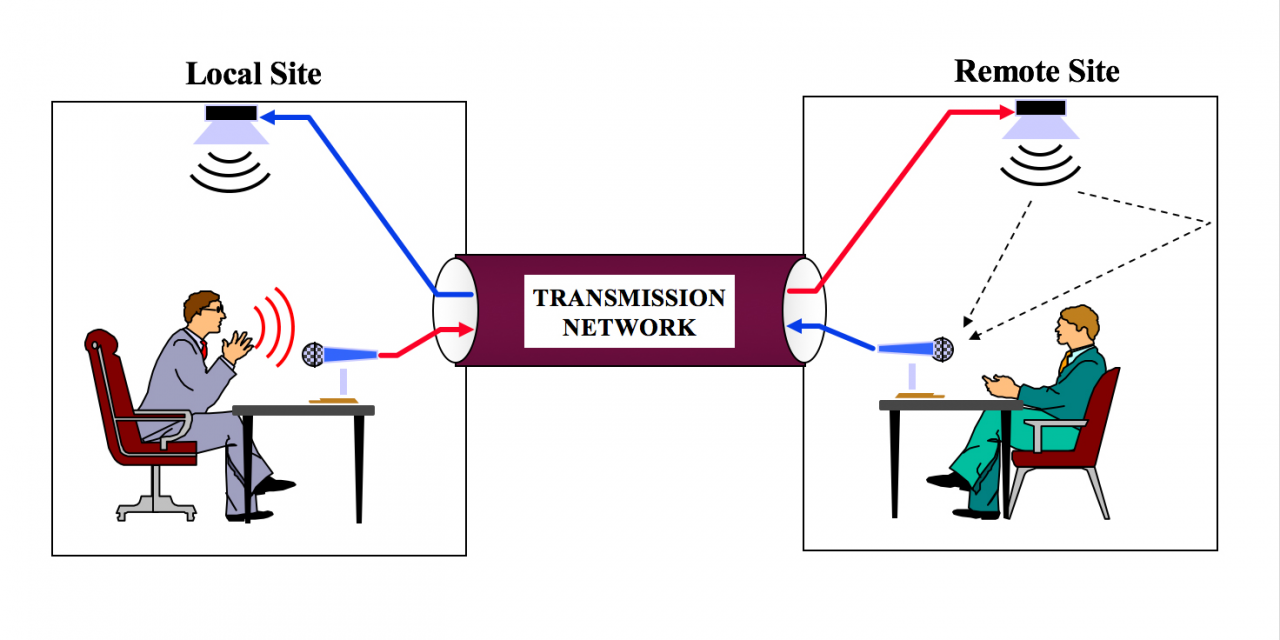 Local Site
Remote Site
TRANSMISSION
NETWORK